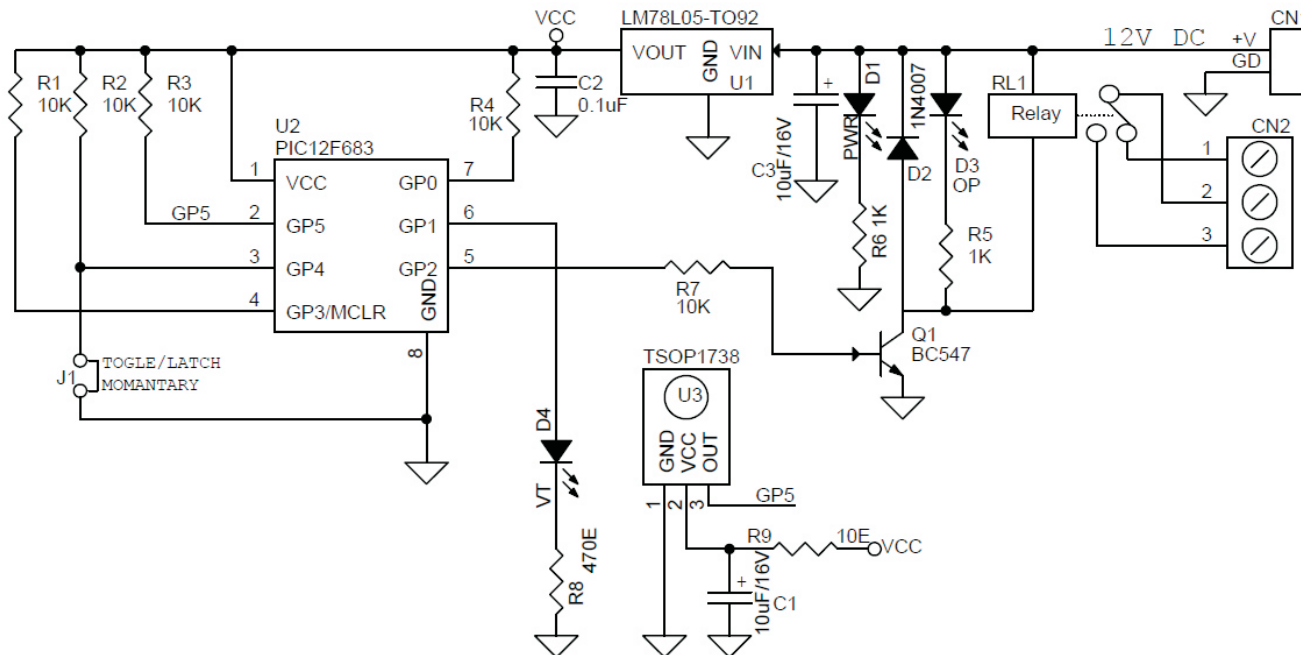 VCC
LM78L05-TO92
VOUT
GND
VIN
U1
12V DC
+V
CN
GD
R1
10K
R2
10K
R3
10K
R4
10K
C2
0.1uF
C3
10uF/16V
+
D1
PWR
1N4007
D2
D3
OP
RL1
Relay
CN2
1
2
3
U2
PIC12F683
1
VCC
GP0
7
GP5
2
GP5
GP1
6
3
GP4
GP2
5
4
GP3/MCLR
GND
8
R6 1K
R5
1K
R7
10K
Q1
BC547
J1
TOGLE/LATCH
MOMANTARY
TSOP1738
U3
GND
VCC
OUT
1
2
3
GP5
D4
VT
R8
470E
R9
10E
VCC
+
10uF/16V
C1